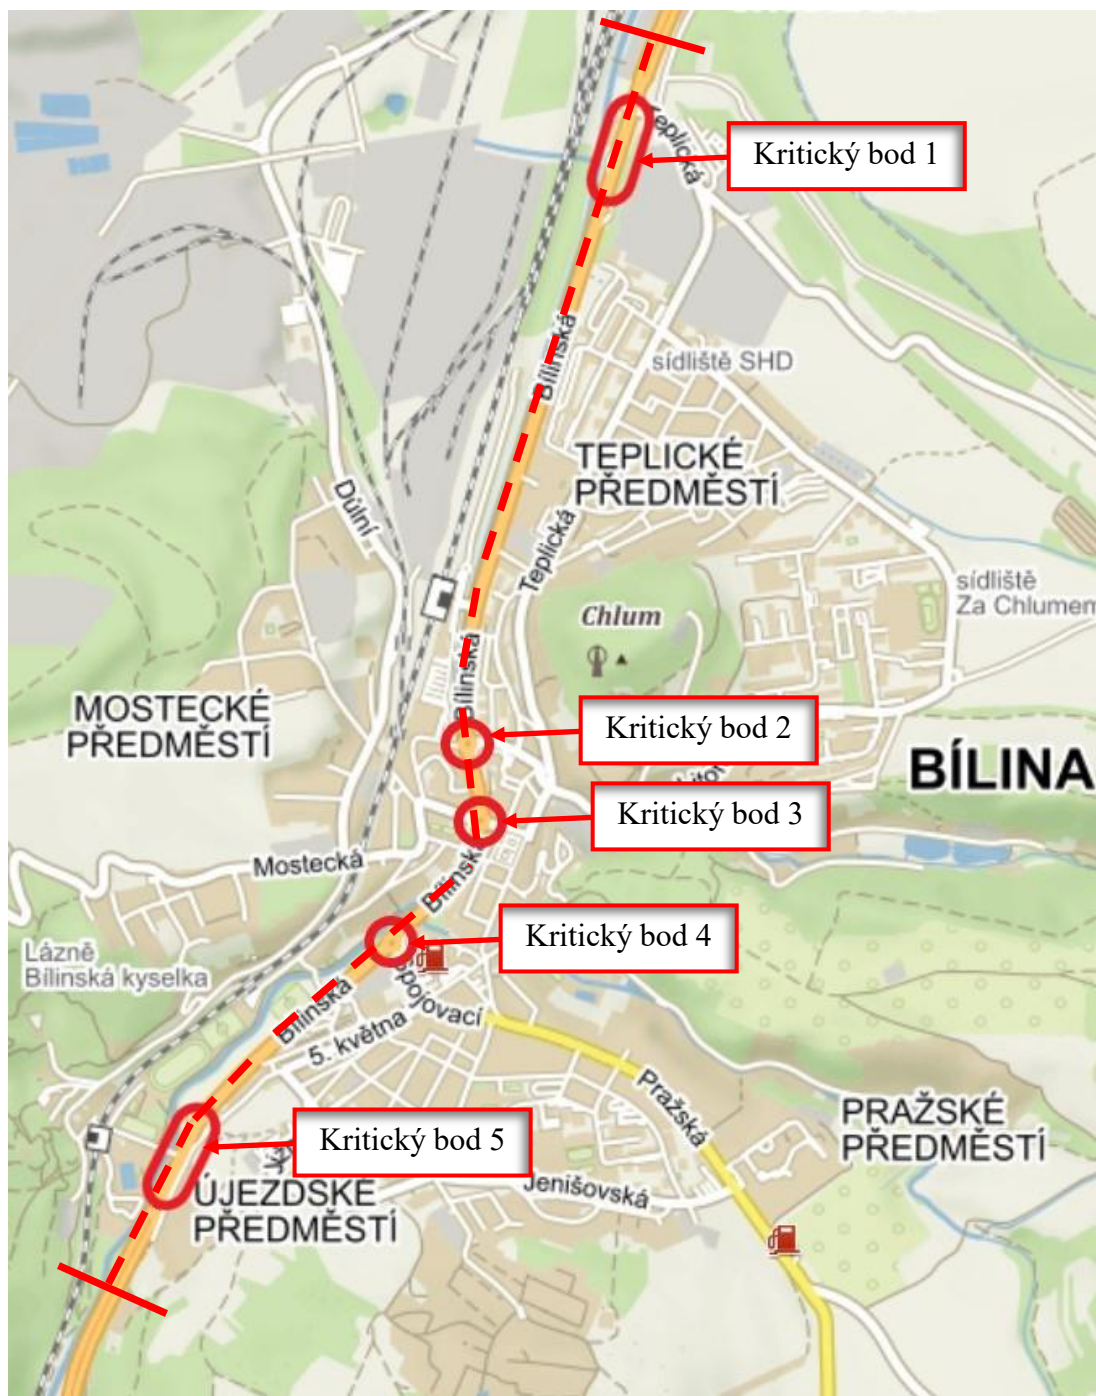 Teplická
Kritický bod 1
Bílinská
sídliště SHD
TEPLICKÉ
PŘEDMĚSTÍ
Důlní
Teplická
sídliště
Za Chlumem
Chlum
Bílinská
MOSTECKÉ
PŘEDMĚSTÍ
Kritický bod 2
BÍLINA
Kritický bod 3
Mostecká
Bílinská
Kritický bod 4
Lázně
Bílinská kyselka
Spojovací
Bílinská
5. května
Pražská
PRAŽSKÉ
PŘEDMĚSTÍ
Kritický bod 5
Jenišovská
ÚJEZDSKÉ
PŘEDMĚSTÍ